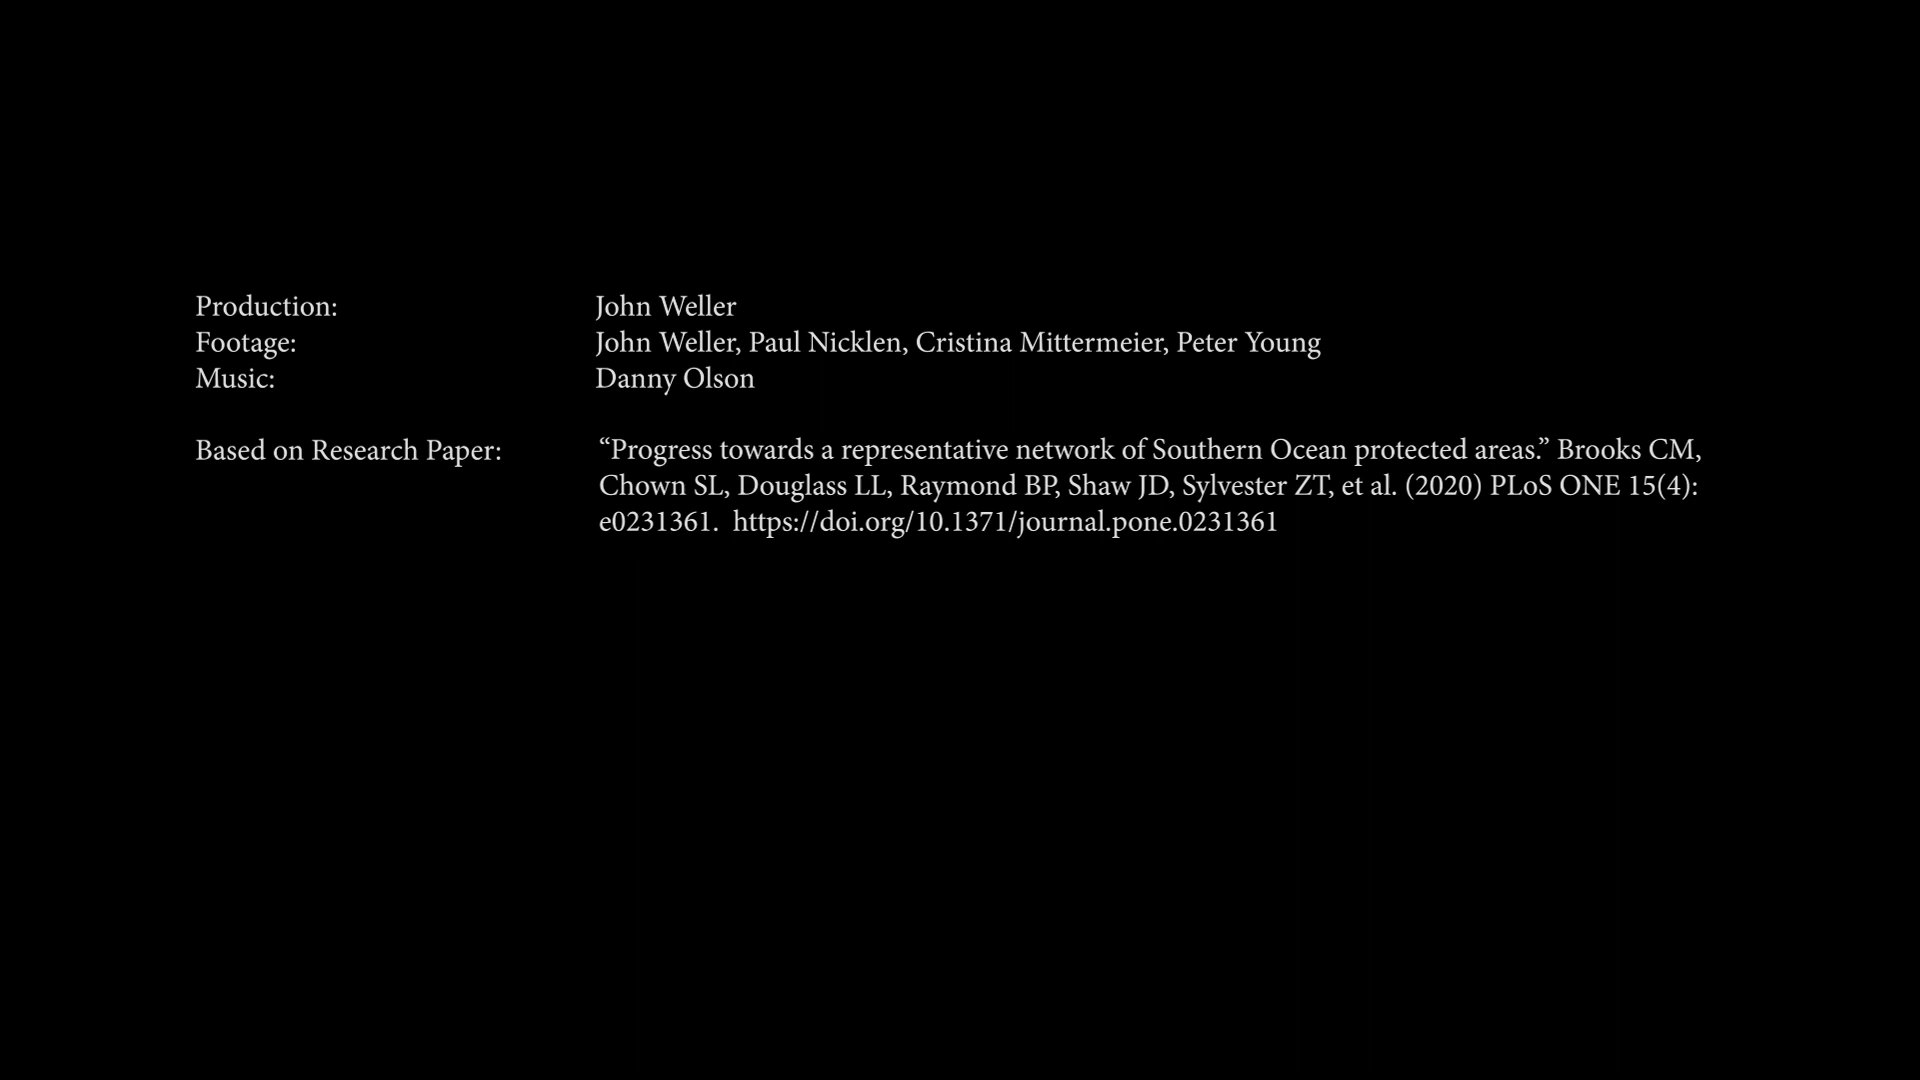 Production: John Weller
Footage: John Weller, Paul Nicklen, Cristina Mittermeier, Peter Young
Music: Danny Olson
Based on Research Paper: “Progress towards a representative network of Southern Ocean protected areas.” Brooks CM,
Chown SL, Douglass LL, Raymond BP, Shaw JD, Sylvester ZT, et al. (2020) PLoS ONE 15(4):
e0231361.  https://doi.org/10.1371/journal.pone.0231361